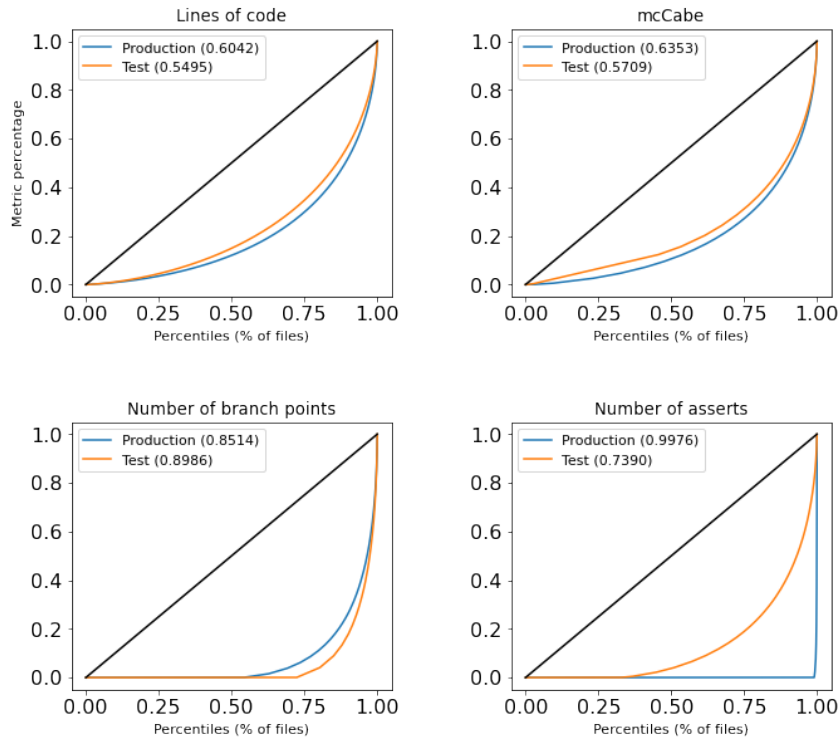 Lines of code
1.0
0.8
0.6
0.4
0.2
0.0
Metric percentage
Production (0.6042)
Test (0.5495)
0.00 0.25 0.50 0.75 1.00
Percentiles (% of files)
mcCabe
1.0
0.8
0.6
0.4
0.2
0.0
Production (0.6353)
Test (0.5709)
0.00 0.25 0.50 0.75 1.00
Percentiles (% of files)
Number of branch points
1.0
0.8
0.6
0.4
0.2
0.0
Production (0.8514)
Test (0.8986)
0.00 0.25 0.50 0.75 1.00
Percentiles (% of files)
Number of asserts
1.0
0.8
0.6
0.4
0.2
0.0
Production (0.9976)
Test (0.7390)
0.00 0.25 0.50 0.75 1.00
Percentiles (% of files)